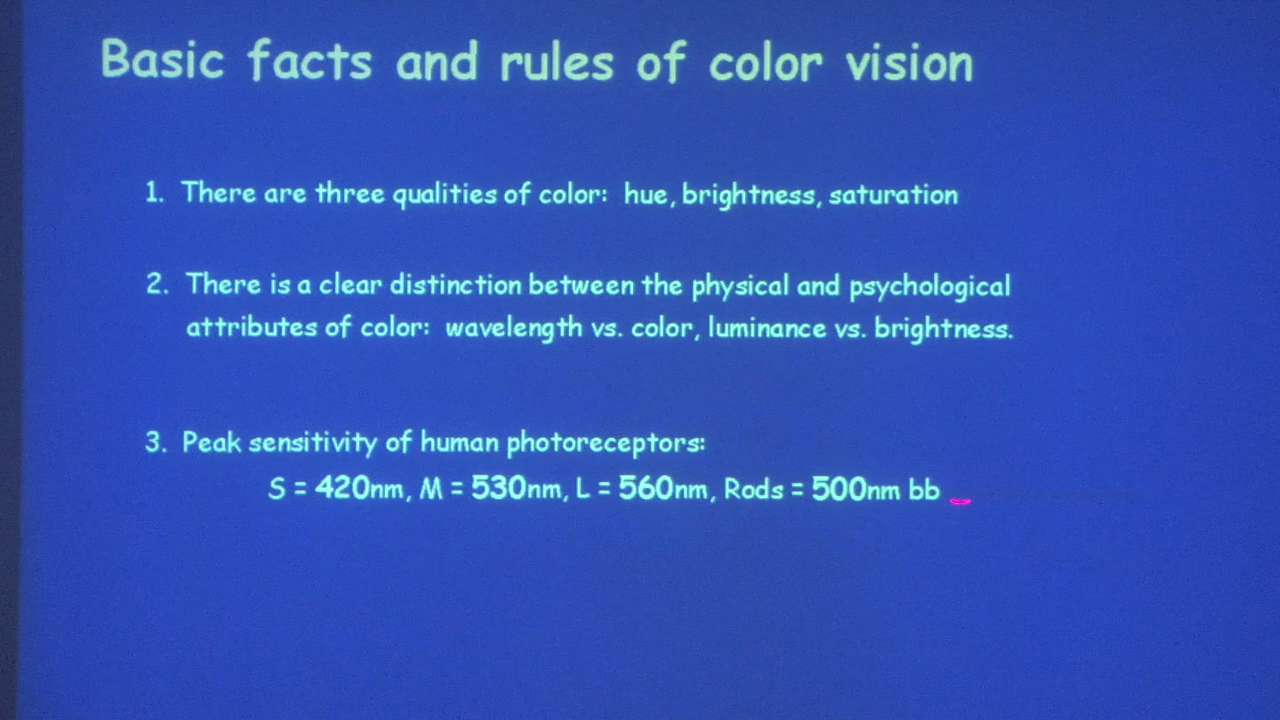 Basic facts and rules of color vision
1. There are three qualities of color: hue, brightness, saturation
2. There is a clear distinction between the physical and psychological
attributes of color: wavelength vs. color, luminance vs. brightness.
3. Peak sensitivity of human photoreceptors:
S = 420nm, M = 530nm, L = 560nm, Rods = 500nm bb